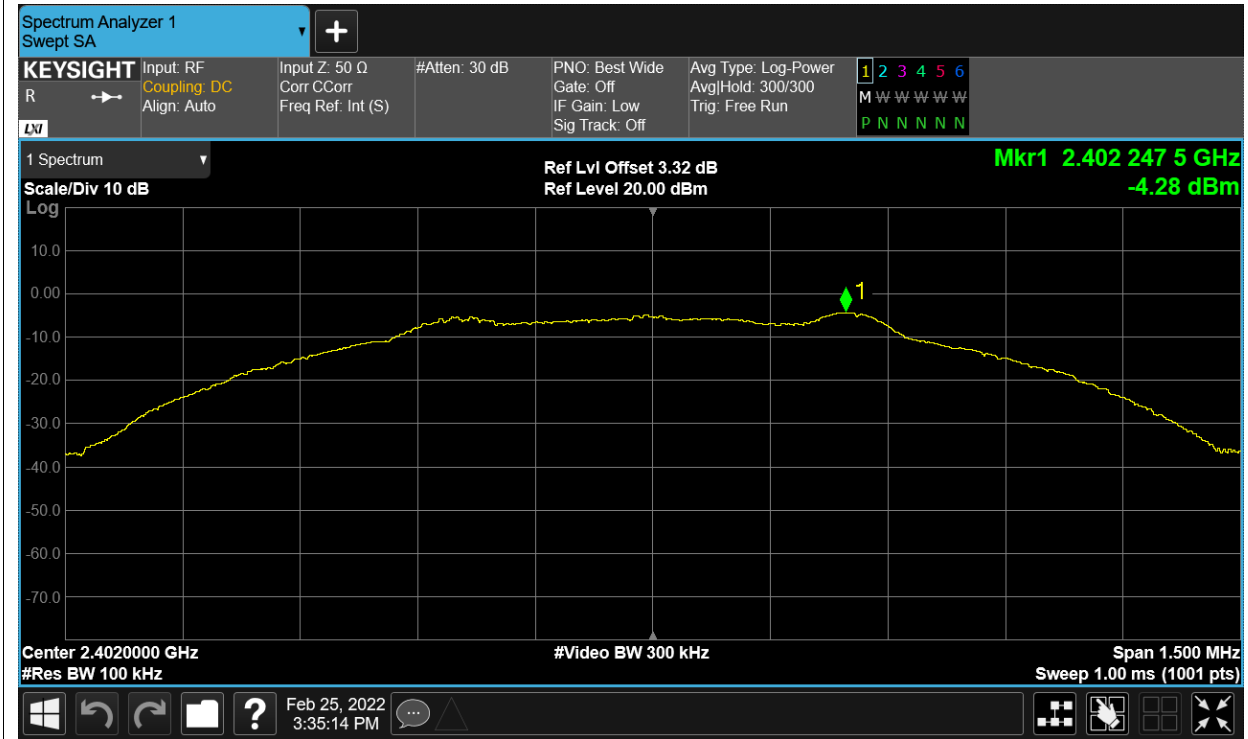 Spectrum Analyzer 1
Swept SA
KEYSIGHT
R
LXI
Input: RF
Coupling: DC
Align: Auto
Input Z: 50 Ω
Corr CCorr
Freq Ref: Int (S)
#Atten: 30 dB
PNO: Best Wide
Gate: Off
IF Gain: Low
Sig Track: Off
Avg Type: Log-Power
Avg|Hold: 300/300
Trig: Free Run
1 2 3 4 5 6
M W W W W W
P N N N N N
1 Spectrum
Scale/Div 10 dB
Log
Ref Lvl Offset 3.32 dB
Ref Level 20.00 dBm
Mkr1 2.402 247 5 GHz
-4.28 dBm
1
10.0
0.00
-10.0
-20.0
-30.0
-40.0
-50.0
-60.0
-70.0
Center 2.4020000 GHz
#Video BW 300 kHz
Span 1.500 MHz
#Res BW 100 kHz
Sweep 1.00 ms (1001 pts)
?
Feb 25, 2022
3:35:14 PM